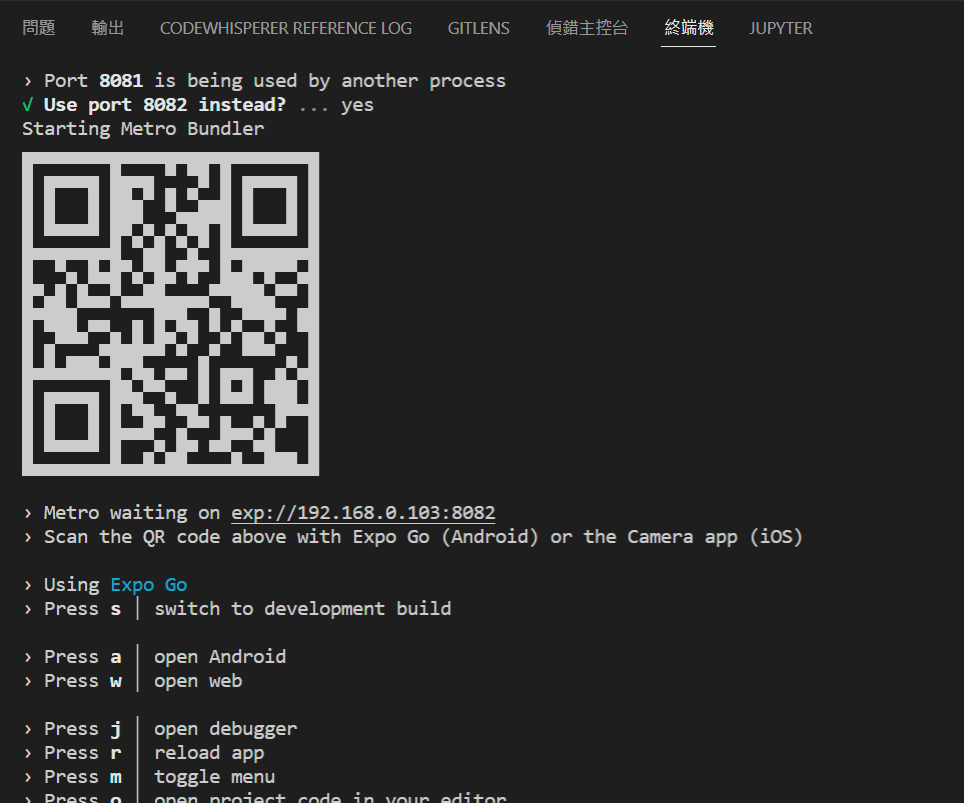 問題 輸出 CODEWHISPERER REFERENCE LOG GITLENS 偵錯主控台 終端機 JUPYTER
› Port 8081 is being used by another process
√ Use port 8082 instead? ... yes
Starting Metro Bundler
› Metro waiting on exp://192.168.0.103:8082
› Scan the QR code above with Expo Go (Android) or the Camera app (iOS)
› Using Expo Go
› Press s │ switch to development build
› Press a │ open Android
› Press w │ open web
› Press j │ open debugger
› Press r │ reload app
› Press m │ toggle menu
› Press o │ open project code in your editor